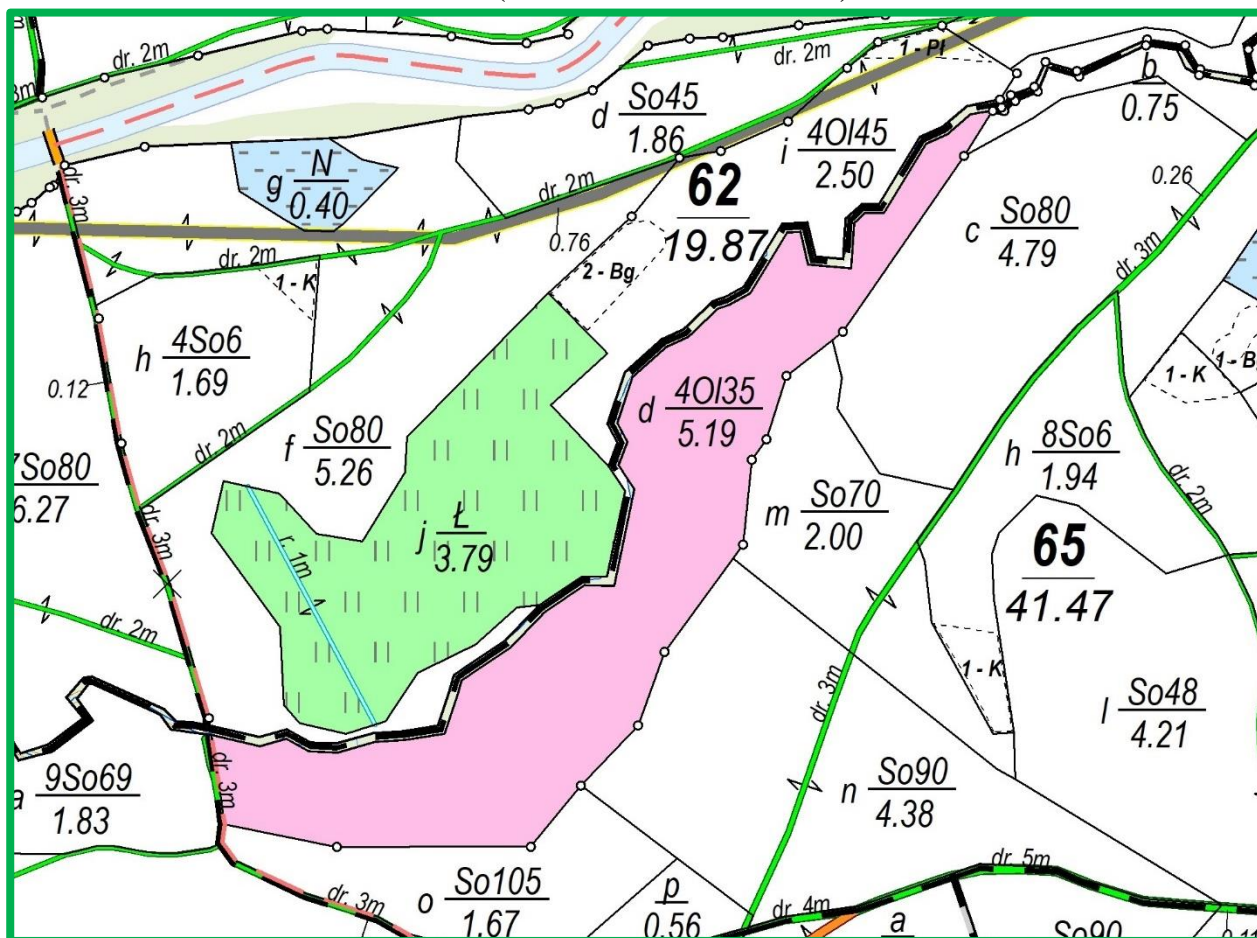 dr. 2m
dr. 2m
1 - Pł
b
0.75
d So45
1.86
i 4Ol45
2.50
dr. 3m
g N
0.40
dr. 2m
62
19.87
0.26
c So80
4.79
0.76
dr. 2m
1 - K
2 - Bg
dr. 3m
h 4So6
1.69
0.12
d 4Ol35
5.19
1 - K
dr. 2m
f So80
5.26
h 8So6
1.94
7So80
6.27
dr. 2m
j Ł
3.79
m So70
2.00
dr. 3m
r. 1m
65
41.47
dr. 2m
1 - K
dr. 3m
l So48
4.21
dr. 3m
a 9So69
1.83
n So90
4.38
dr. 5m
o So105
1.67
dr. 3m
p
0.56
dr. 4m
a
So90